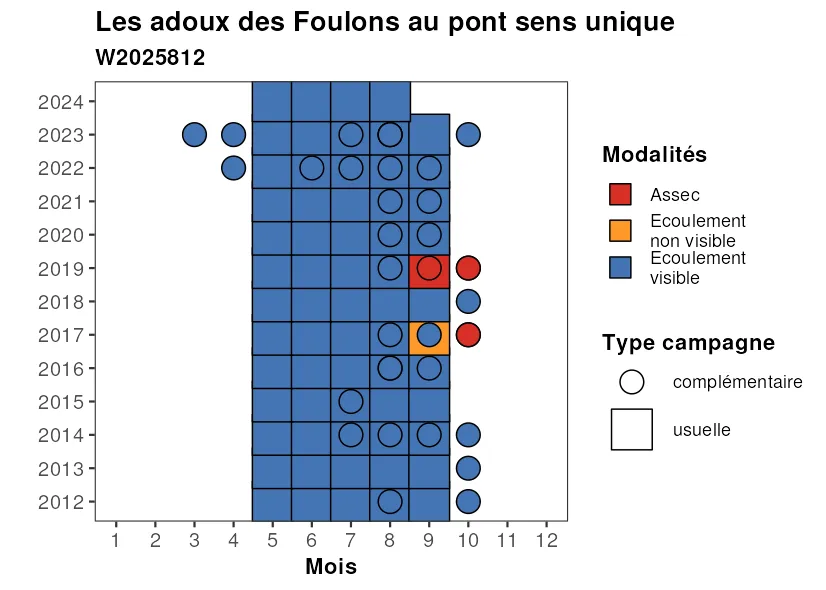 Les adoux des Foulons au pont sens unique
W2025812
2024
2023
2022
2021
2020
2019
2018
2017
2016
2015
2014
2013
2012
1 2 3 4 5 6 7 8 9 10 11 12
Mois
Modalités
Assec
Ecoulement
non visible
Ecoulement
visible
Type campagne
complémentaire
usuelle